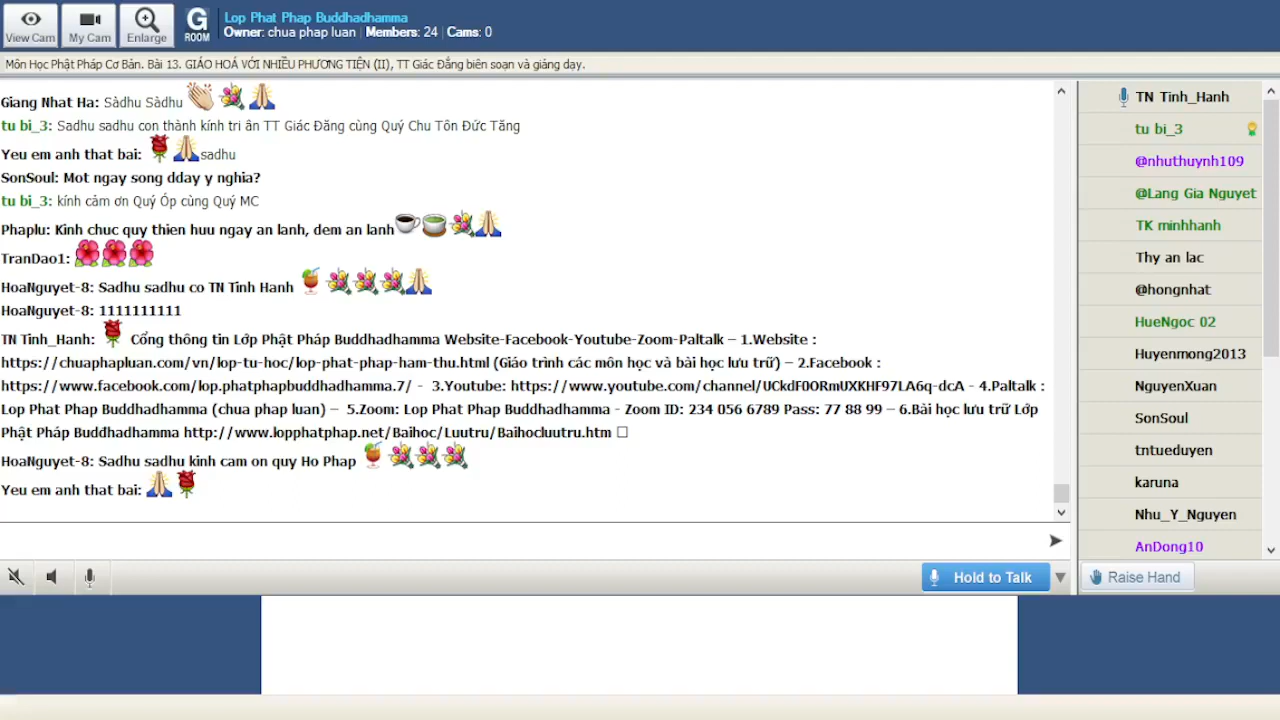 View Cam
My Cam
Enlarge
G
ROOM
Lop Phat Phap Buddhadhamma
Owner: chua phap luan | Members: 24 | Cams: 0
Môn Học Phật Pháp Cơ Bản. Bài 13. GIÁO HOÁ VỚI NHIỀU PHƯƠNG TIỆN (II), TT Giác Đẳng biên soạn và giảng dạy.
Giang Nhat Ha: Sàdhu Sàdhu
tu bi_3: Sadhu sadhu con thành kính tri ân TT Giác Đăng cùng Quý Chu Tôn Đức Tăng
Yeu em anh that bai: sadhu
SonSoul: Mot ngay song dday y nghia?
tu bi_3: kính cảm ơn Quý Óp cùng Quý MC
Phaplu: Kinh chuc quy thien huu ngay an lanh, dem an lanh
TranDao1:
HoaNguyet-8: Sadhu sadhu co TN Tinh Hanh
HoaNguyet-8: 1111111111
TN Tinh_Hanh: Cổng thông tin Lớp Phật Pháp Buddhadhamma Website-Facebook-Youtube-Zoom-Paltalk – 1.Website :
https://chuaphapluan.com/vn/lop-tu-hoc/lop-phat-phap-ham-thu.html (Giáo trình các môn học và bài học lưu trữ) – 2.Facebook :
https://www.facebook.com/lop.phatphapbuddhadhamma.7/ - 3.Youtube: https://www.youtube.com/channel/UCkdF0ORmUXKHF97LA6q-dcA - 4.Paltalk :
Lop Phat Phap Buddhadhamma (chua phap luan) – 5.Zoom: Lop Phat Phap Buddhadhamma - Zoom ID: 234 056 6789 Pass: 77 88 99 – 6.Bài học lưu trữ Lớp
Phật Pháp Buddhadhamma http://www.lopphatphap.net/Baihoc/Luutru/Baihocluutru.htm
HoaNguyet-8: Sadhu sadhu kinh cam on quy Ho Phap
Yeu em anh that bai:
Hold to Talk
TN Tinh_Hanh
tu bi_3
@nhuthuynh109
@Lang Gia Nguyet
TK minhhanh
Thy an lac
@hongnhat
HueNgoc 02
Huyenmong2013
NguyenXuan
SonSoul
tntueduyen
karuna
Nhu_Y_Nguyen
AnDong10
Raise Hand